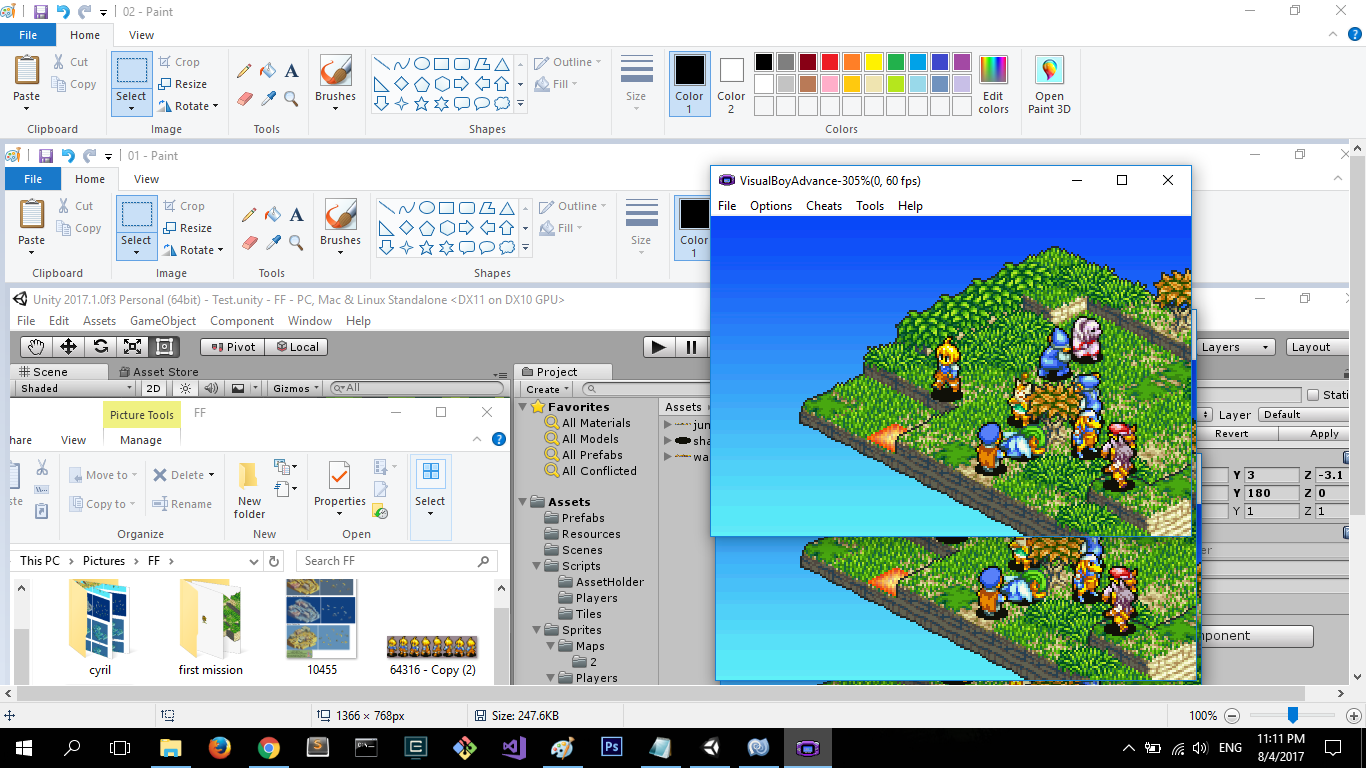 02 - Paint
File Home View
Paste Cut Copy Select Crop Resize Rotate Brushes Outline Fill Size Color 1 Color 2 Edit colors Open Paint 3D
Clipboard Image Tools Shapes Colors
01 - Paint
File Home View
Paste Cut Copy Select Crop Resize Rotate Brushes Outline Fill Size Color 1
Clipboard Image Tools Shapes
VisualBoyAdvance-305%(0, 60 fps)
File Options Cheats Tools Help
Unity 2017.1.0f3 Personal (64bit) - Test.unity - FF - PC, Mac & Linux Standalone <DX11 on DX10 GPU>
File Edit Assets GameObject Component Window Help
Pivot Local Layers Layout
Scene Asset Store Project
Shaded 2D Gizmos All Create
Picture Tools FF
hare View Manage
ste Move to Copy to Delete Rename New folder Properties Select
Organize New Open
This PC Pictures FF Search FF
cyril first mission 10455 64316 - Copy (2)
Favorites
All Materials
All Models
All Prefabs
All Conflicted
Assets
Prefabs
Resources
Scenes
Scripts
AssetHolder
Players
Tiles
Sprites
Maps
2
Players
Assets
jun
sha
wa
Stati
Layer Default
Revert Apply
Y 3 Z -3.1
Y 180 Z 0
Y 1 Z 1
er
mponent
1366 × 768px Size: 247.6KB 100%
ENG 11:11 PM
8/4/2017